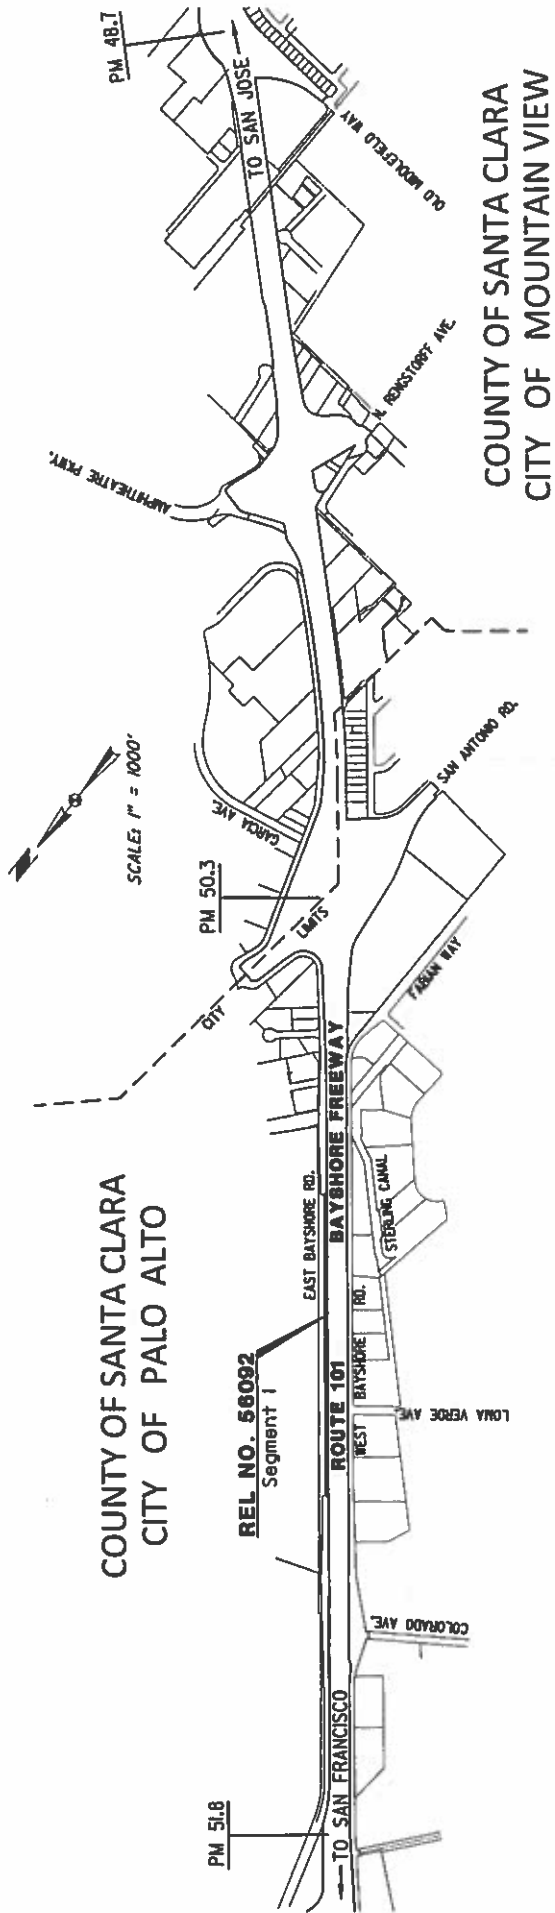 COUNTY OF SANTA CLARA
CITY OF PALO ALTO
PM 51.8
REL NO. 56092
Segment 1
EAST BAYSHORE RD.
← TO SAN FRANCISCO
ROUTE 101
BAYSHORE FREEWAY
WEST BAYSHORE RD.
COLORADO AVE.
LOMA VERDE AVE
STERLING CANAL
FABIAN WAY
CITY LIMITS
PM 50.3
SCALE: 1" = 1000'
GARCIA AVE.
SAN ANTONIO RD.
AMPHITHEATRE PKWY.
N. RENGSTORFF AVE.
OLD MIDDLEFIELD WAY
TO SAN JOSE →
PM 48.7
COUNTY OF SANTA CLARA
CITY OF MOUNTAIN VIEW